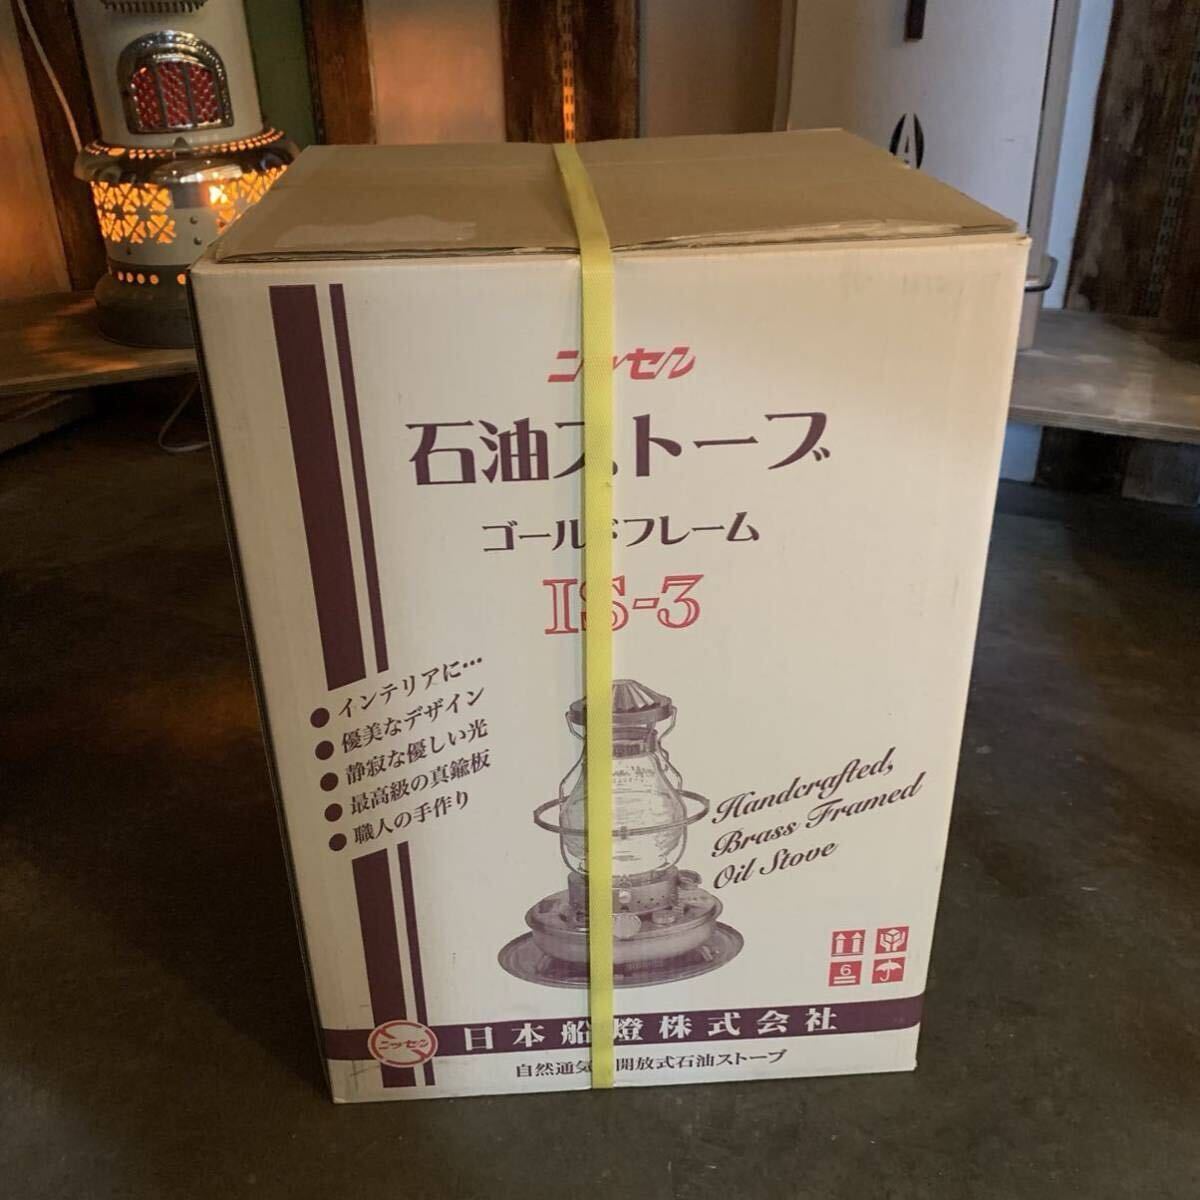 A
ニッセン
石油ストーブ
ゴールドフレーム
IS-3
● インテリアに…
● 優美なデザイン
● 静寂な優しい光
● 最高級の真鍮板
● 職人の手作り
Handcrafted,
Brass Framed
Oil Stove
6
ニッセン
日本船燈株式会社
自然通気 開放式石油ストーブ